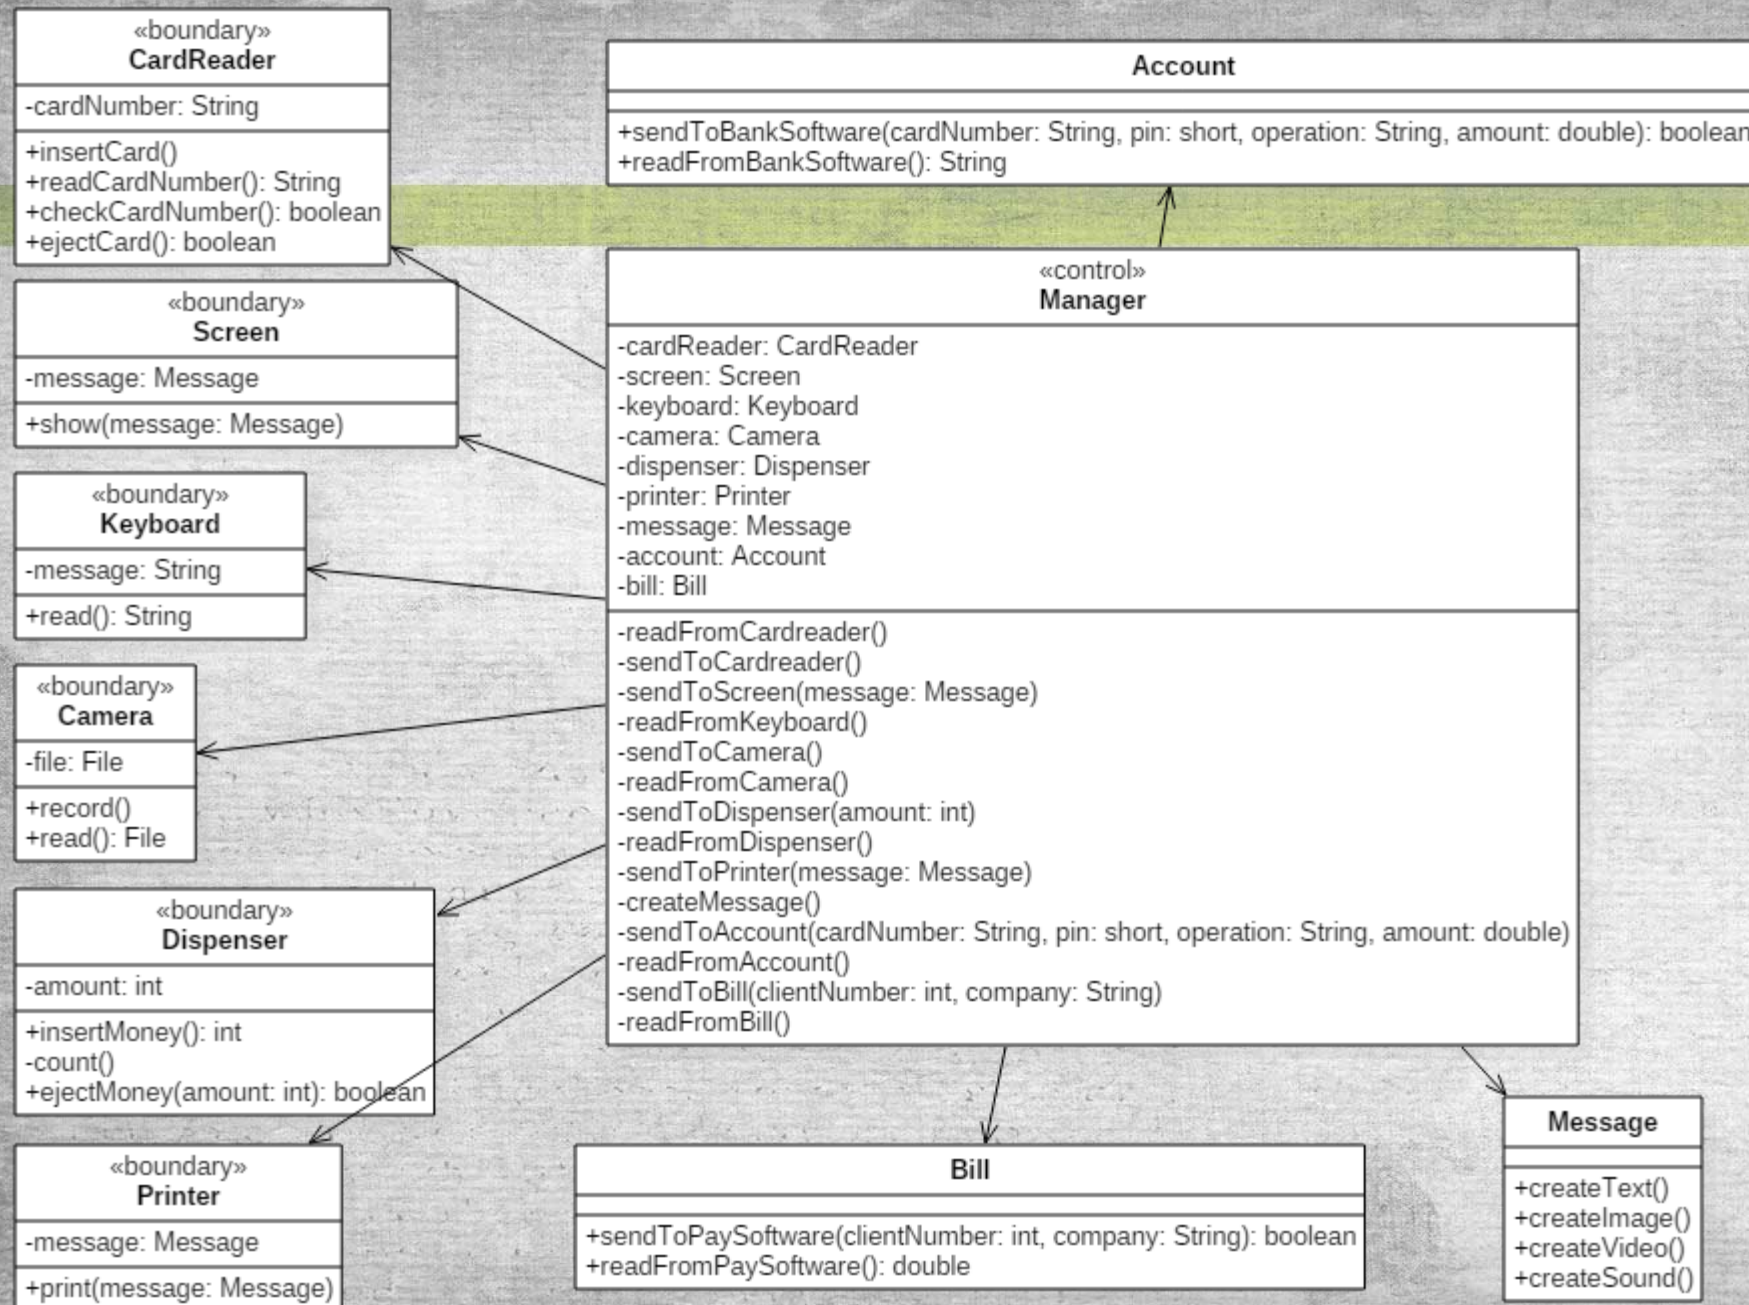 «boundary»
CardReader
-cardNumber: String
+insertCard()
+readCardNumber(): String
+checkCardNumber(): boolean
+ejectCard(): boolean
«boundary»
Screen
-message: Message
+show(message: Message)
«boundary»
Keyboard
-message: String
+read(): String
«boundary»
Camera
-file: File
+record()
+read(): File
«boundary»
Dispenser
-amount: int
+insertMoney(): int
-count()
+ejectMoney(amount: int): boolean
«boundary»
Printer
-message: Message
+print(message: Message)
Account
+sendToBankSoftware(cardNumber: String, pin: short, operation: String, amount: double): boolean
+readFromBankSoftware(): String
«control»
Manager
-cardReader: CardReader
-screen: Screen
-keyboard: Keyboard
-camera: Camera
-dispenser: Dispenser
-printer: Printer
-message: Message
-account: Account
-bill: Bill
-readFromCardreader()
-sendToCardreader()
-sendToScreen(message: Message)
-readFromKeyboard()
-sendToCamera()
-readFromCamera()
-sendToDispenser(amount: int)
-readFromDispenser()
-sendToPrinter(message: Message)
-createMessage()
-sendToAccount(cardNumber: String, pin: short, operation: String, amount: double)
-readFromAccount()
-sendToBill(clientNumber: int, company: String)
-readFromBill()
Bill
+sendToPaySoftware(clientNumber: int, company: String): boolean
+readFromPaySoftware(): double
Message
+createText()
+createImage()
+createVideo()
+createSound()